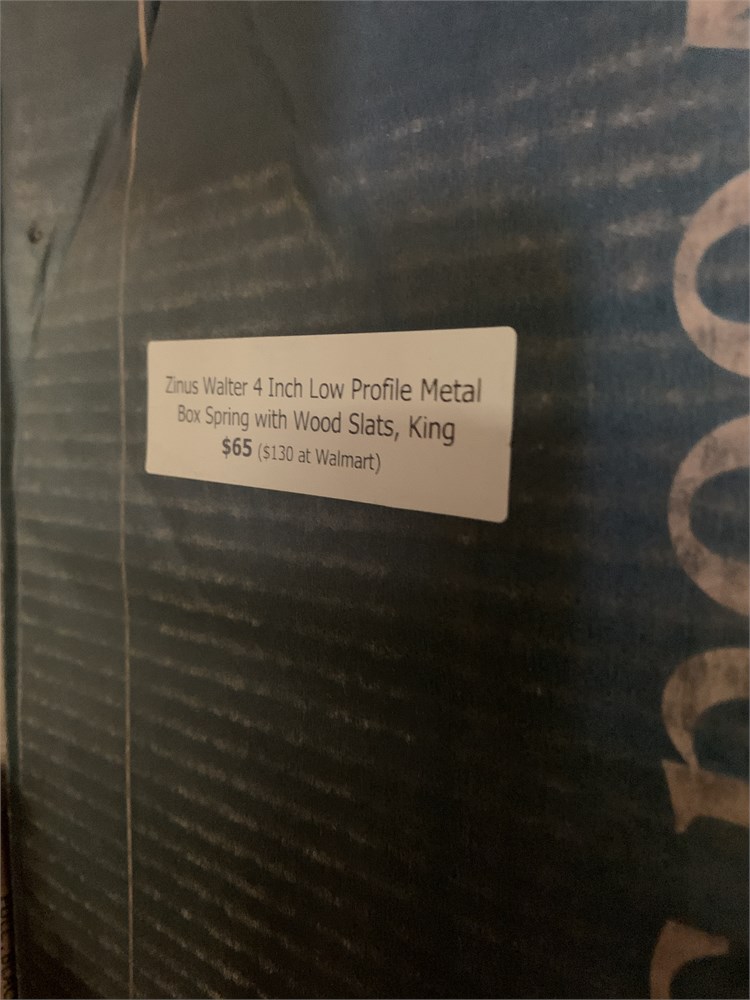 Zinus Walter 4 Inch Low Profile Metal
Box Spring with Wood Slats, King
$65 ($130 at Walmart)